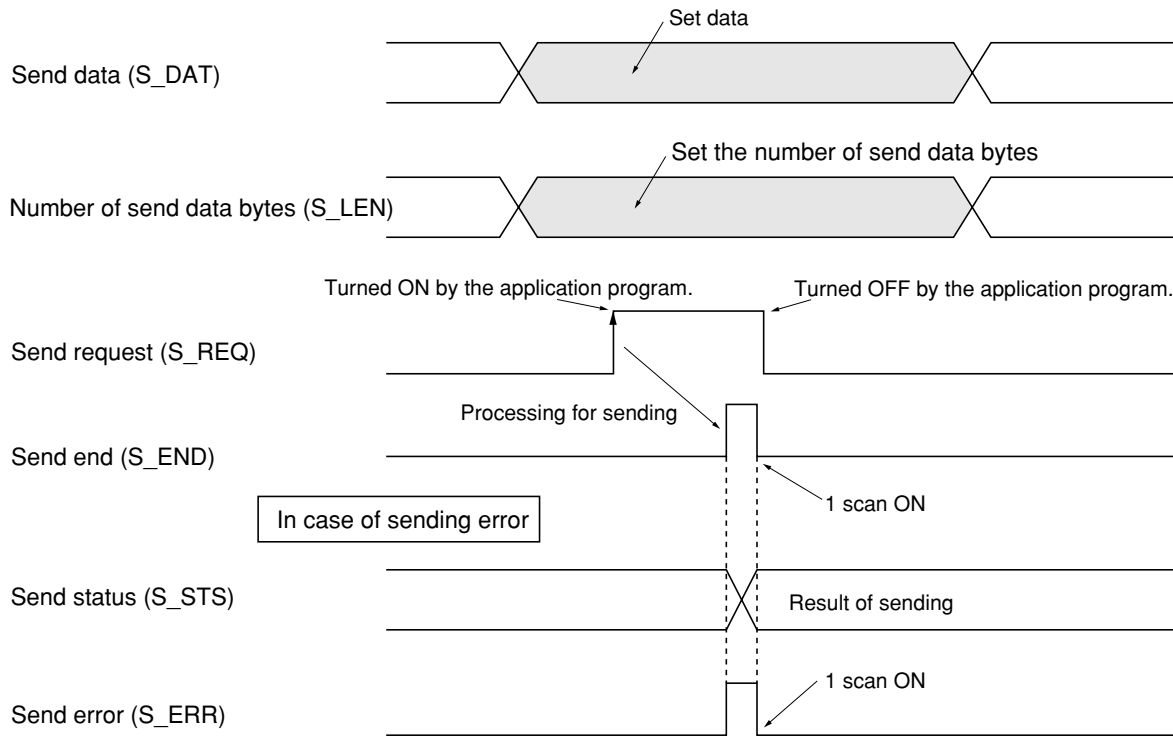 Set data
Send data (S_DAT)
Set the number of send data bytes
Number of send data bytes (S_LEN)
Turned ON by the application program.
Turned OFF by the application program.
Send request (S_REQ)
Processing for sending
Send end (S_END)
1 scan ON
In case of sending error
Send status (S_STS)
Result of sending
1 scan ON
Send error (S_ERR)